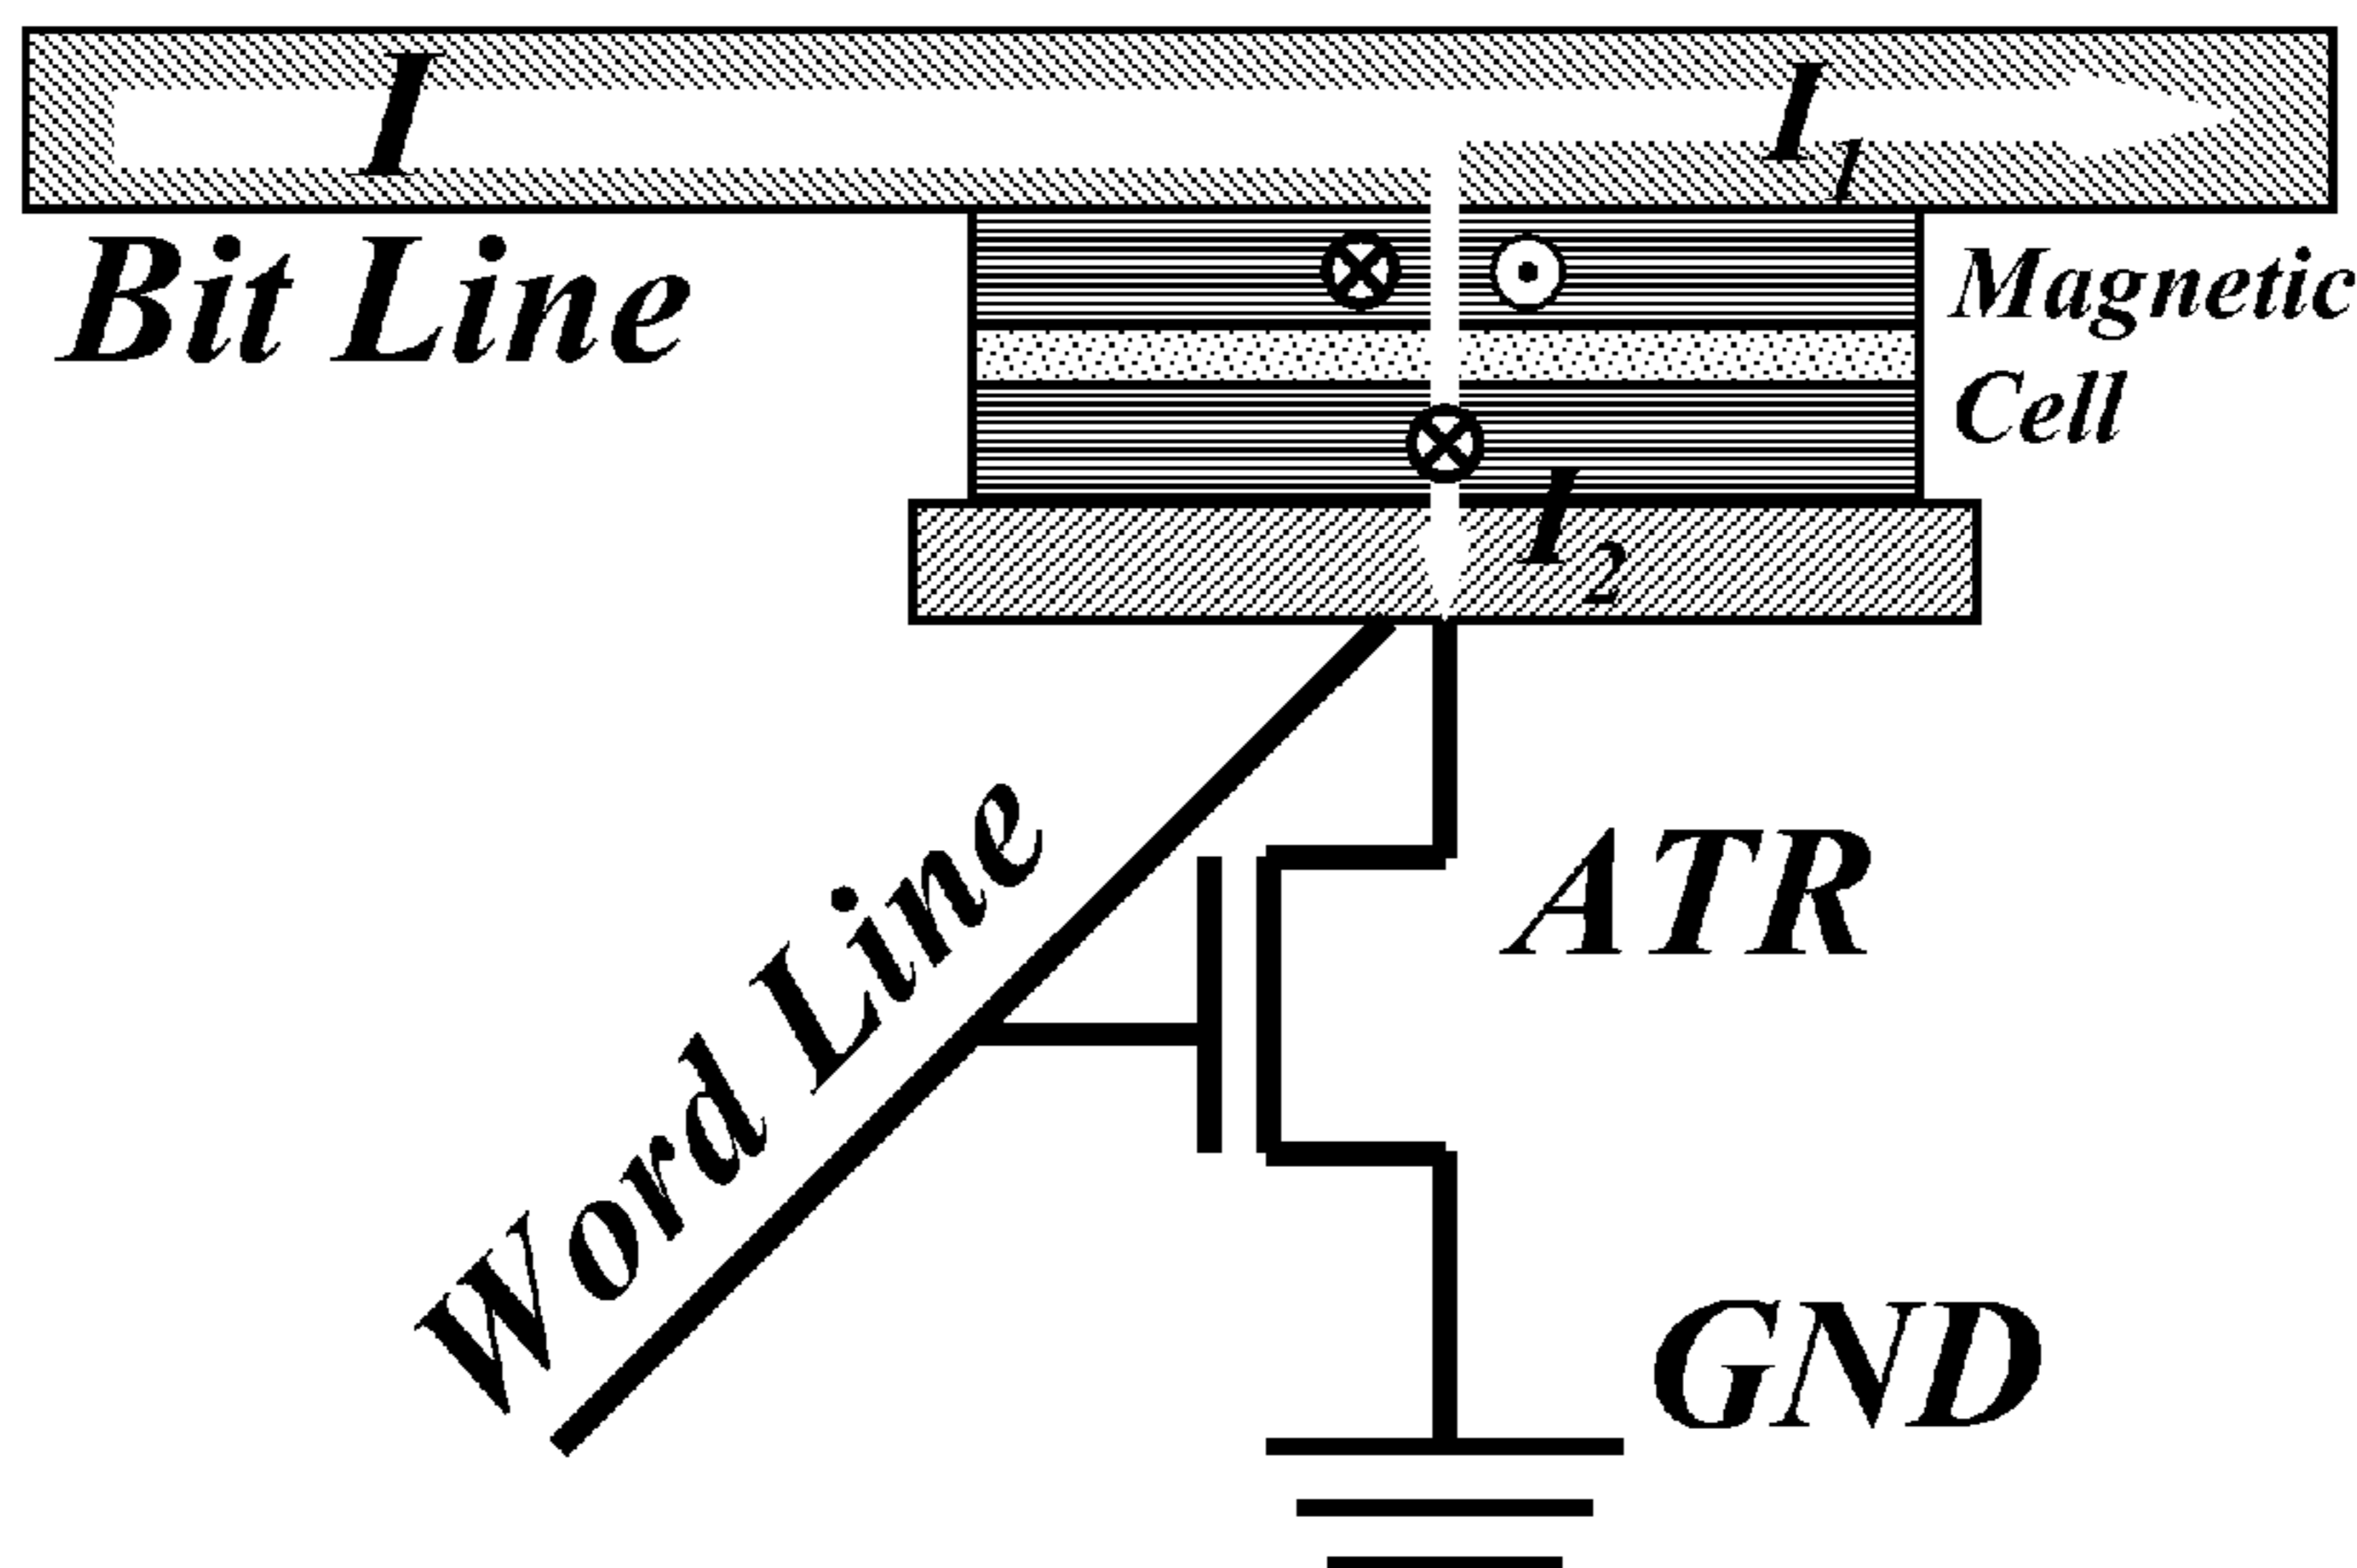 I
I1
Bit Line
Magnetic
Cell
I2
Word Line
ATR
GND